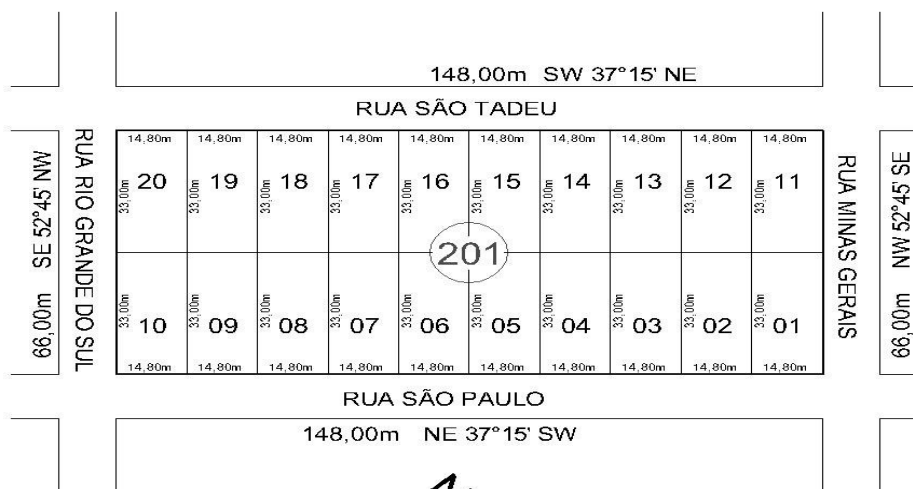 148,00m SW 37°15' NE
RUA SÃO TADEU
14,80m 14,80m 14,80m 14,80m 14,80m 14,80m 14,80m 14,80m 14,80m 14,80m
33,00m 20 33,00m 19 33,00m 18 33,00m 17 33,00m 16 33,00m 15 33,00m 14 33,00m 13 33,00m 12 33,00m 11
201
33,00m 10 33,00m 09 33,00m 08 33,00m 07 33,00m 06 33,00m 05 33,00m 04 33,00m 03 33,00m 02 33,00m 01
14,80m 14,80m 14,80m 14,80m 14,80m 14,80m 14,80m 14,80m 14,80m 14,80m
RUA SÃO PAULO
148,00m NE 37°15' SW
66,00m SE 52°45' NW
RUA RIO GRANDE DO SUL
RUA MINAS GERAIS
66,00m NW 52°45' SE